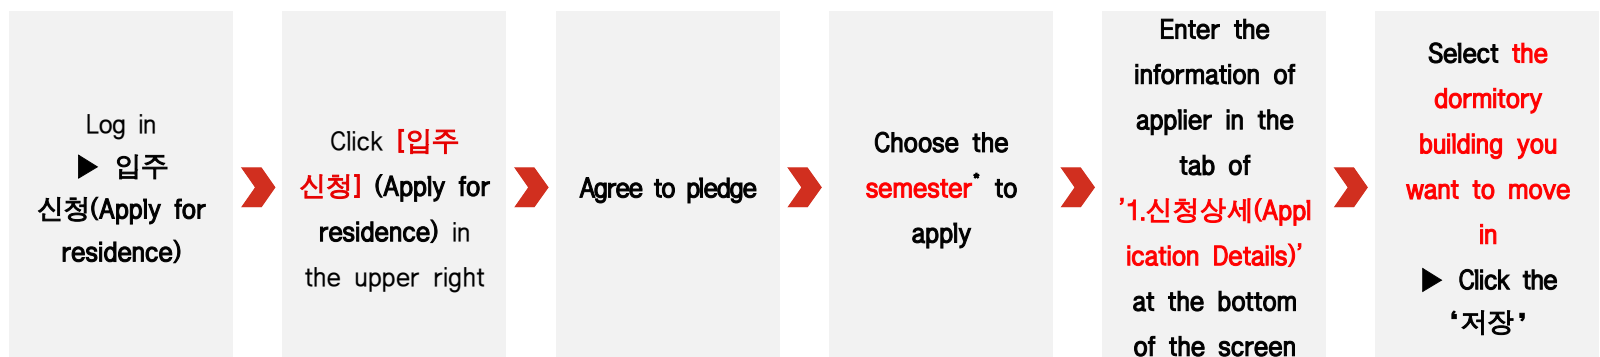 Log in
▶ 입주
신청(Apply for
residence)
Click [입주
신청] (Apply for
residence) in
the upper right
Agree to pledge
Choose the
semester* to
apply
Enter the
information of
applier in the
tab of
'1.신청상세(Appl
ication Details)'
at the bottom
of the screen
Select the
dormitory
building you
want to move
in
▶ Click the
‘저장’